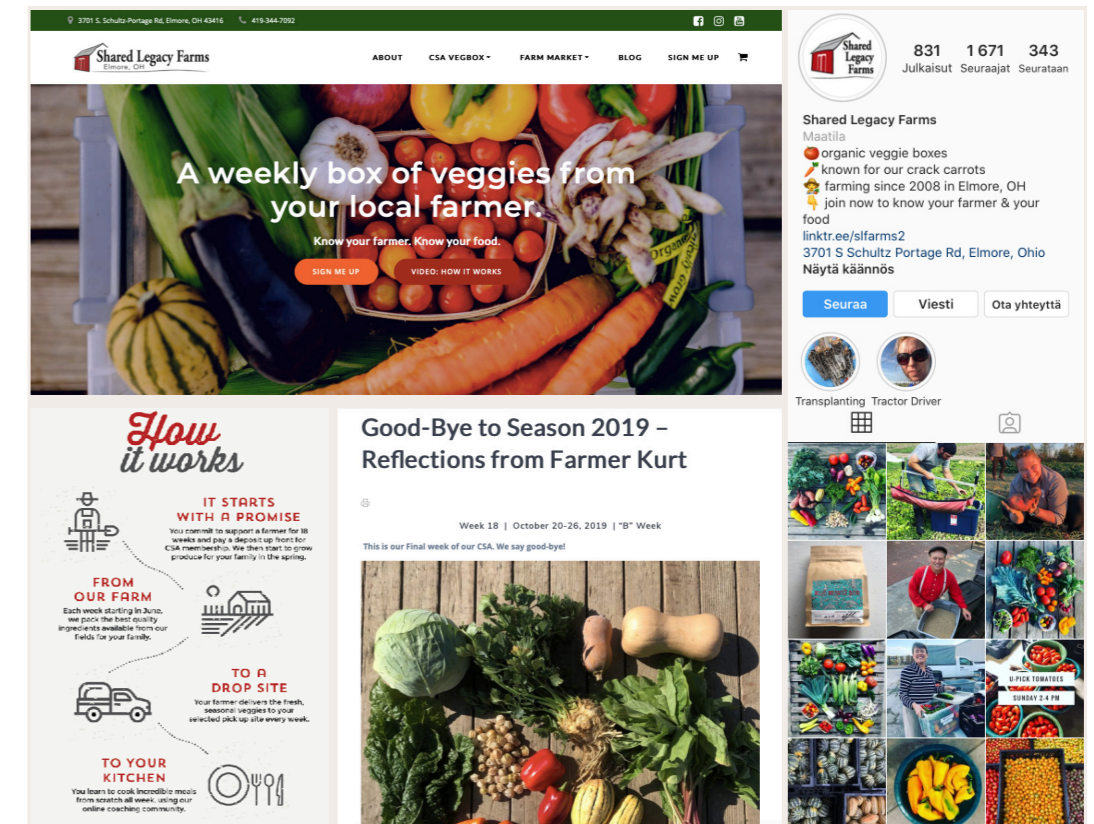 3701 S. Schultz-Portage Rd, Elmore, OH 43416
419-344-7092
Shared Legacy Farms
Elmore, OH
ABOUT
CSA VEGBOX
FARM MARKET
BLOG
SIGN ME UP
A weekly box of veggies from
your local farmer.
Know your farmer. Know your food.
SIGN ME UP
VIDEO: HOW IT WORKS
organic
How
it works
IT STARTS
WITH A PROMISE
You commit to support a farmer for 18
weeks and pay a deposit up front for
CSA membership. We then start to grow
produce for your family in the spring.
FROM
OUR FARM
Each week starting in June,
we pack the best quality
ingredients available from our
fields for your family.
TO A
DROP SITE
Your farmer delivers the fresh,
seasonal veggies to your
selected pick up site every week.
TO YOUR
KITCHEN
You learn to cook incredible meals
from scratch all week, using our
online coaching community.
Good-Bye to Season 2019 –
Reflections from Farmer Kurt
Week 18 | October 20-26, 2019 | "B" Week
This is our Final week of our CSA. We say good-bye!
Shared
Legacy
Farms
831 1 671 343
Julkaisut Seuraajat Seurataan
Shared Legacy Farms
Maatila
organic veggie boxes
known for our crack carrots
farming since 2008 in Elmore, OH
join now to know your farmer & your
food
linktr.ee/slfarms2
3701 S Schultz Portage Rd, Elmore, Ohio
Näytä käännös
Seuraa
Viesti
Ota yhteyttä
Transplanting Tractor Driver
U-PICK TOMATOES
SUNDAY 2-4 PM